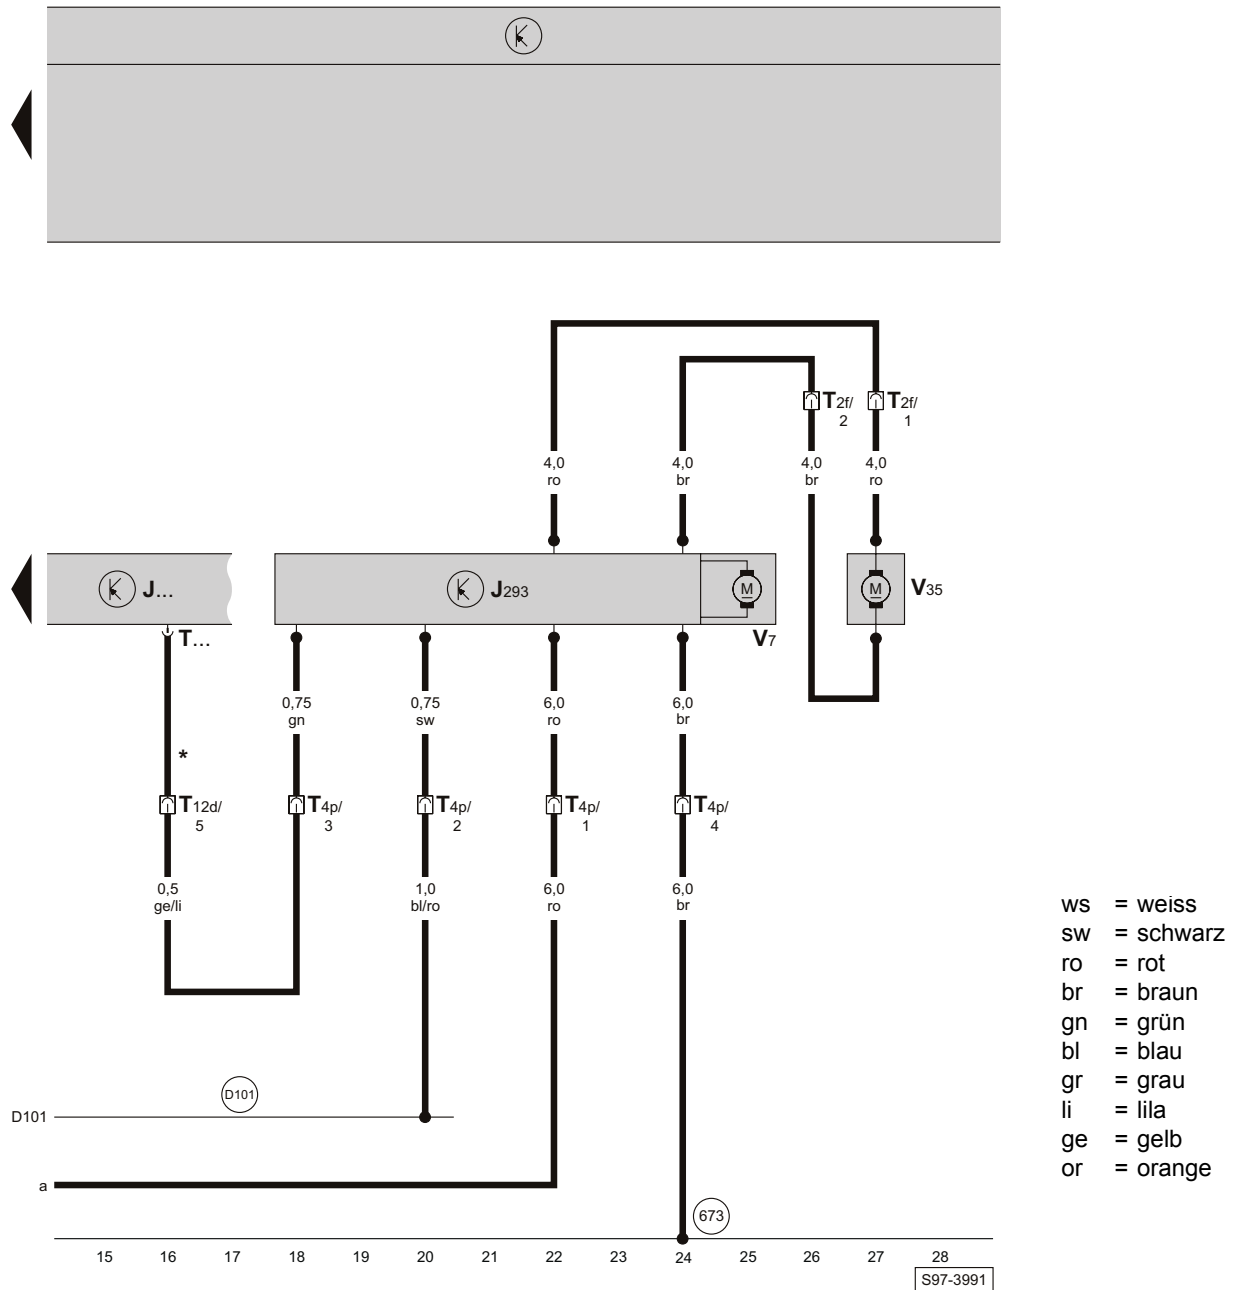 T2f/ T2f/
2 1
4,0 4,0 4,0 4,0
ro br br ro
J... J293 M M V35
T... V7
0,75 0,75 6,0 6,0
gn sw ro br
*
T12d/ T4p/ T4p/ T4p/ T4p/
5 3 2 1 4
0,5 1,0 6,0 6,0
ge/li bl/ro ro br
ws = weiss
sw = schwarz
ro = rot
br = braun
gn = grün
bl = blau
gr = grau
li = lila
ge = gelb
or = orange
D101
D101
a
673
15 16 17 18 19 20 21 22 23 24 25 26 27 28
S97-3991